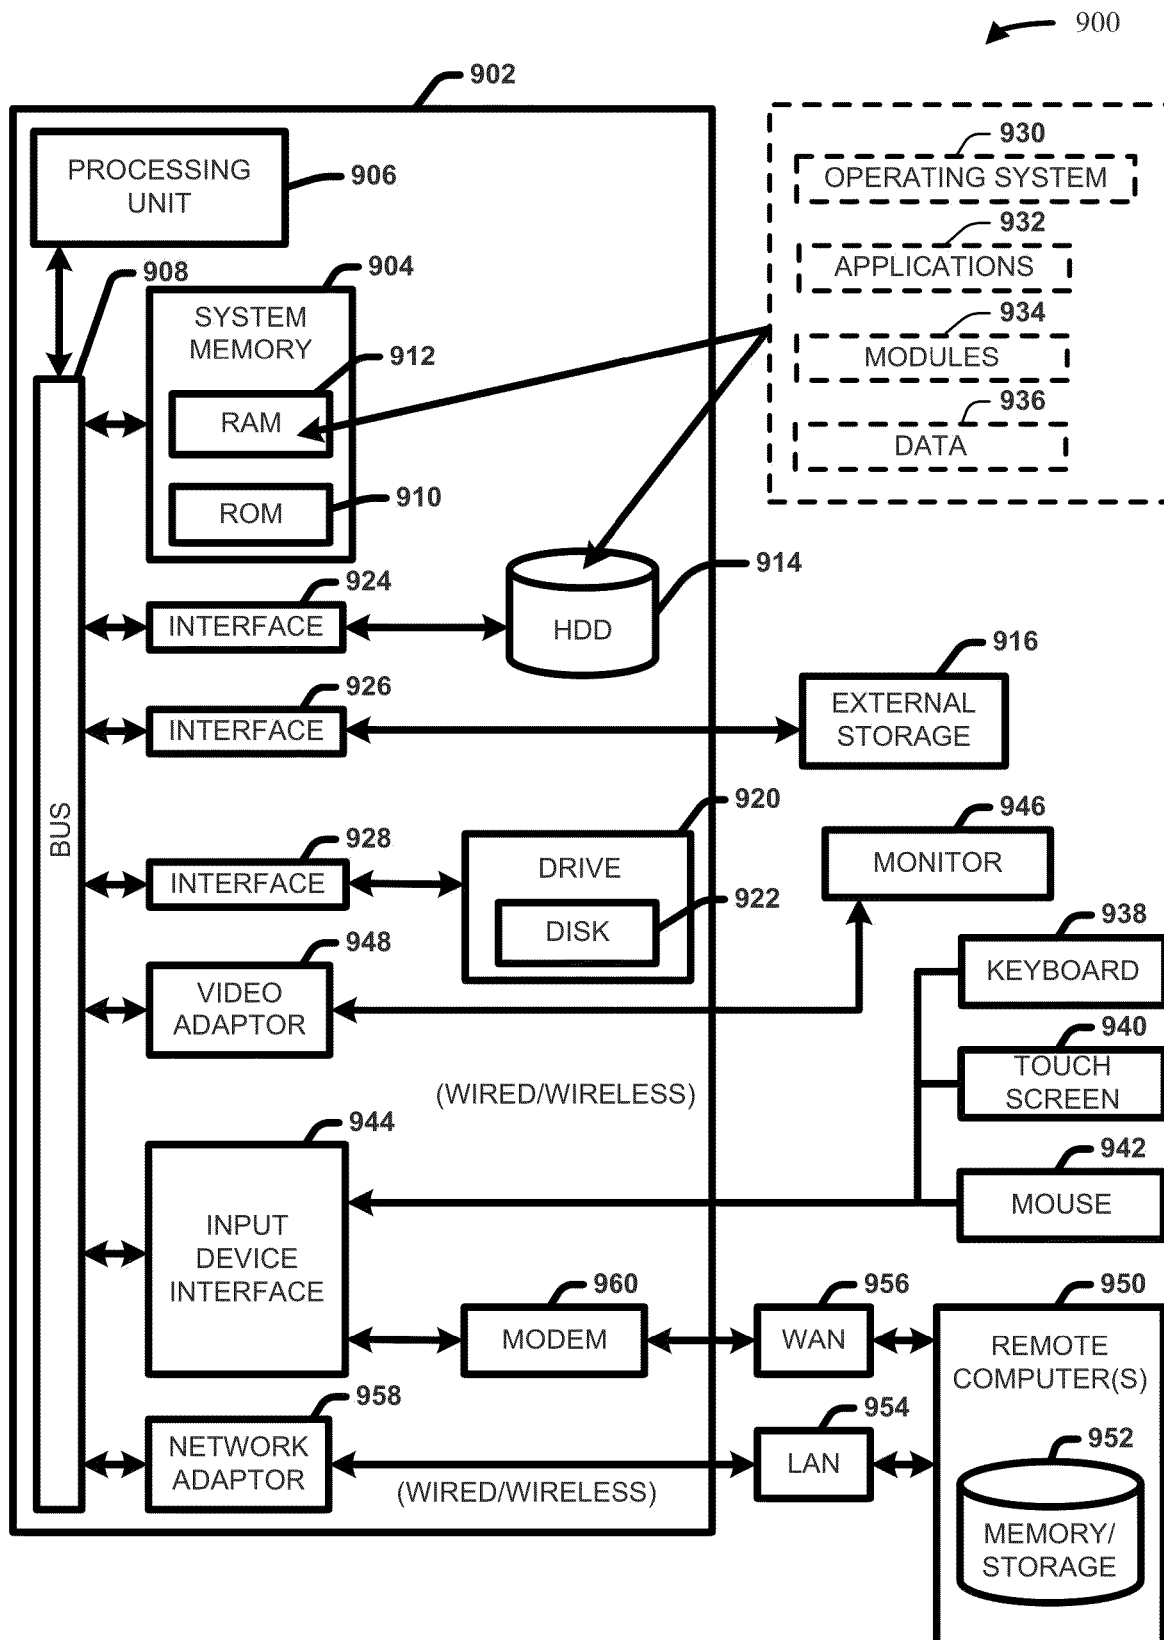 900
902
PROCESSING
UNIT
906
908
904
SYSTEM
MEMORY
912
RAM
910
ROM
930
OPERATING SYSTEM
932
APPLICATIONS
934
MODULES
936
DATA
924
INTERFACE
914
HDD
926
INTERFACE
916
EXTERNAL
STORAGE
BUS
928
INTERFACE
920
DRIVE
922
DISK
946
MONITOR
948
VIDEO
ADAPTOR
938
KEYBOARD
940
TOUCH
SCREEN
(WIRED/WIRELESS)
942
MOUSE
944
INPUT
DEVICE
INTERFACE
960
MODEM
956
WAN
950
REMOTE
COMPUTER(S)
958
NETWORK
ADAPTOR
(WIRED/WIRELESS)
954
LAN
952
MEMORY/
STORAGE